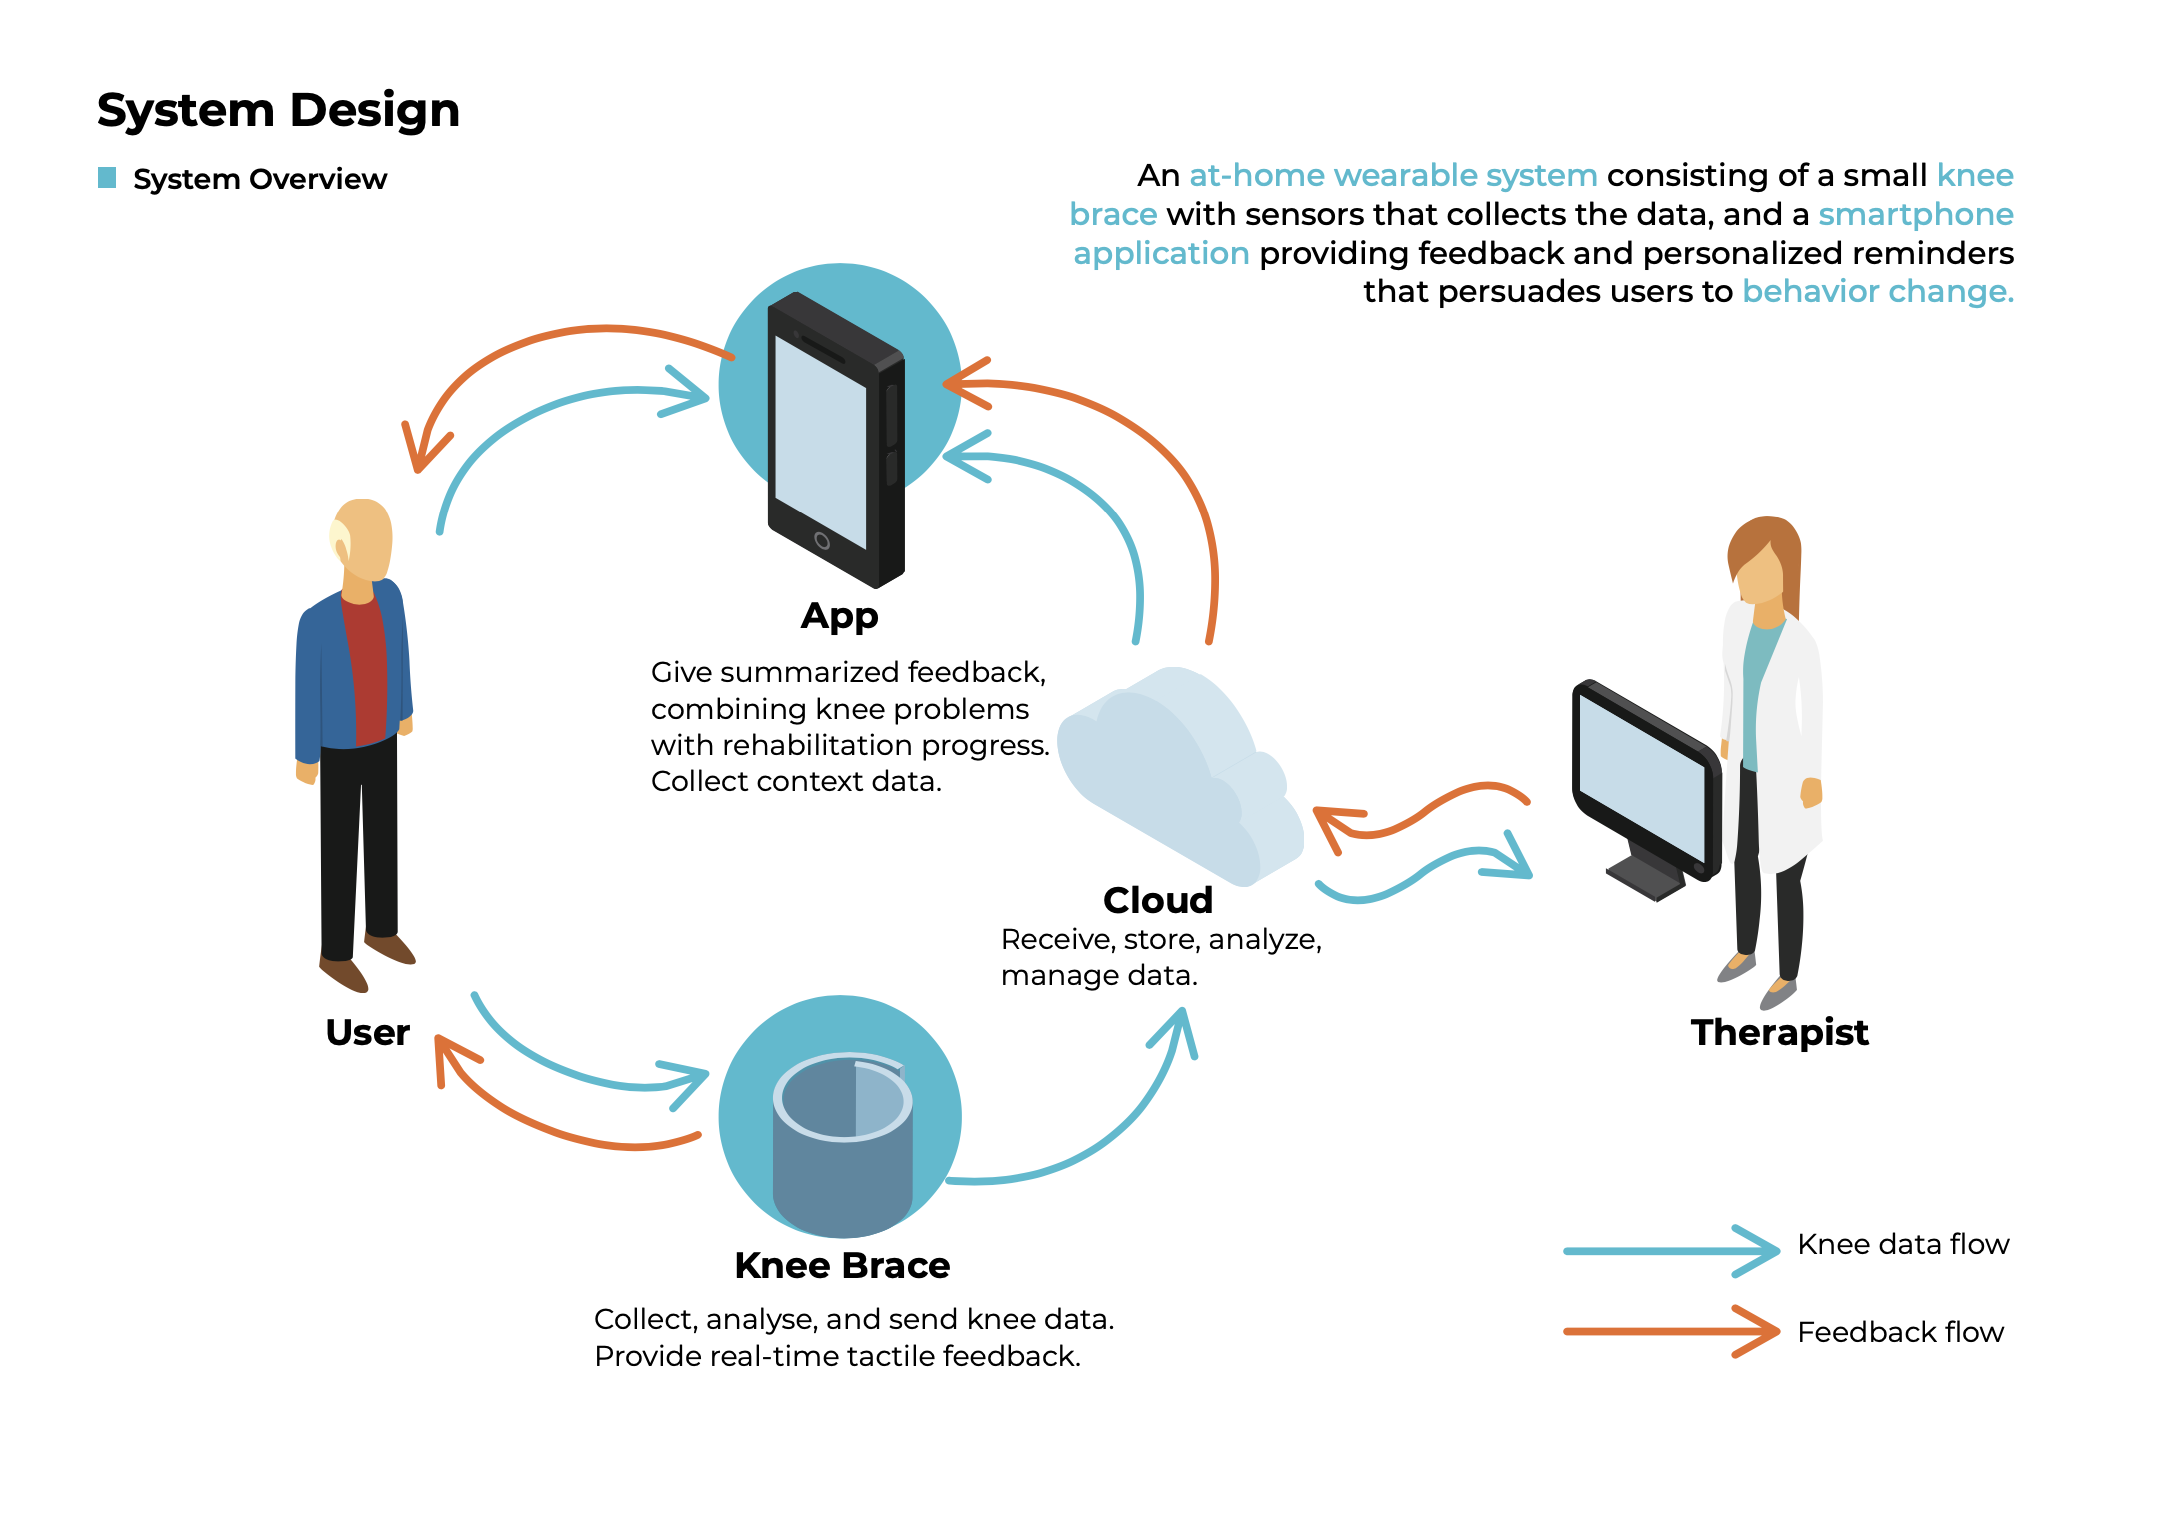 System Design
System Overview
An at-home wearable system consisting of a small knee
brace with sensors that collects the data, and a smartphone
application providing feedback and personalized reminders
that persuades users to behavior change.
App
Give summarized feedback,
combining knee problems
with rehabilitation progress.
Collect context data.
Cloud
Receive, store, analyze,
manage data.
User
Therapist
Knee Brace
Collect, analyse, and send knee data.
Provide real-time tactile feedback.
Knee data flow
Feedback flow